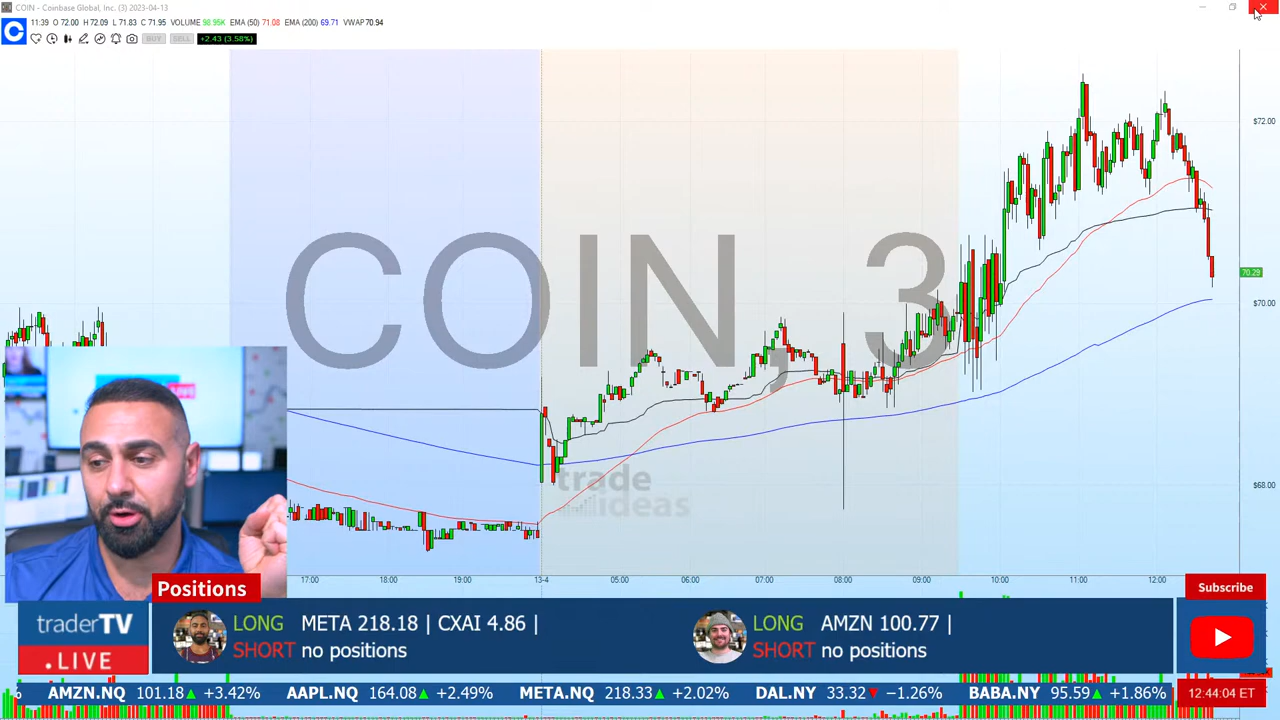 COIN - Coinbase Global, Inc. (3) 2023-04-13
11:39 O 72.00 H 72.09 L 71.83 C 71.95 VOLUME 98.95K EMA (50) 71.08 EMA (200) 69.71 VWAP 70.94
BUY SELL +2.43 (3.58%)
COIN, 3
$72.00
70.29
$70.00
$68.00
trade
ideas
17:00 18:00 19:00 13-4 05:00 06:00 07:00 08:00 09:00 10:00 11:00 12:00
Positions
Subscribe
traderTV
.LIVE
LONG META 218.18 | CXAI 4.86 |
SHORT no positions
LONG AMZN 100.77 |
SHORT no positions
% AMZN.NQ 101.18 ▲ +3.42% AAPL.NQ 164.08 ▲ +2.49% META.NQ 218.33 ▲ +2.02% DAL.NY 33.32 ▼ −1.26% BABA.NY 95.59 ▲ +1.86%
12:44:04 ET